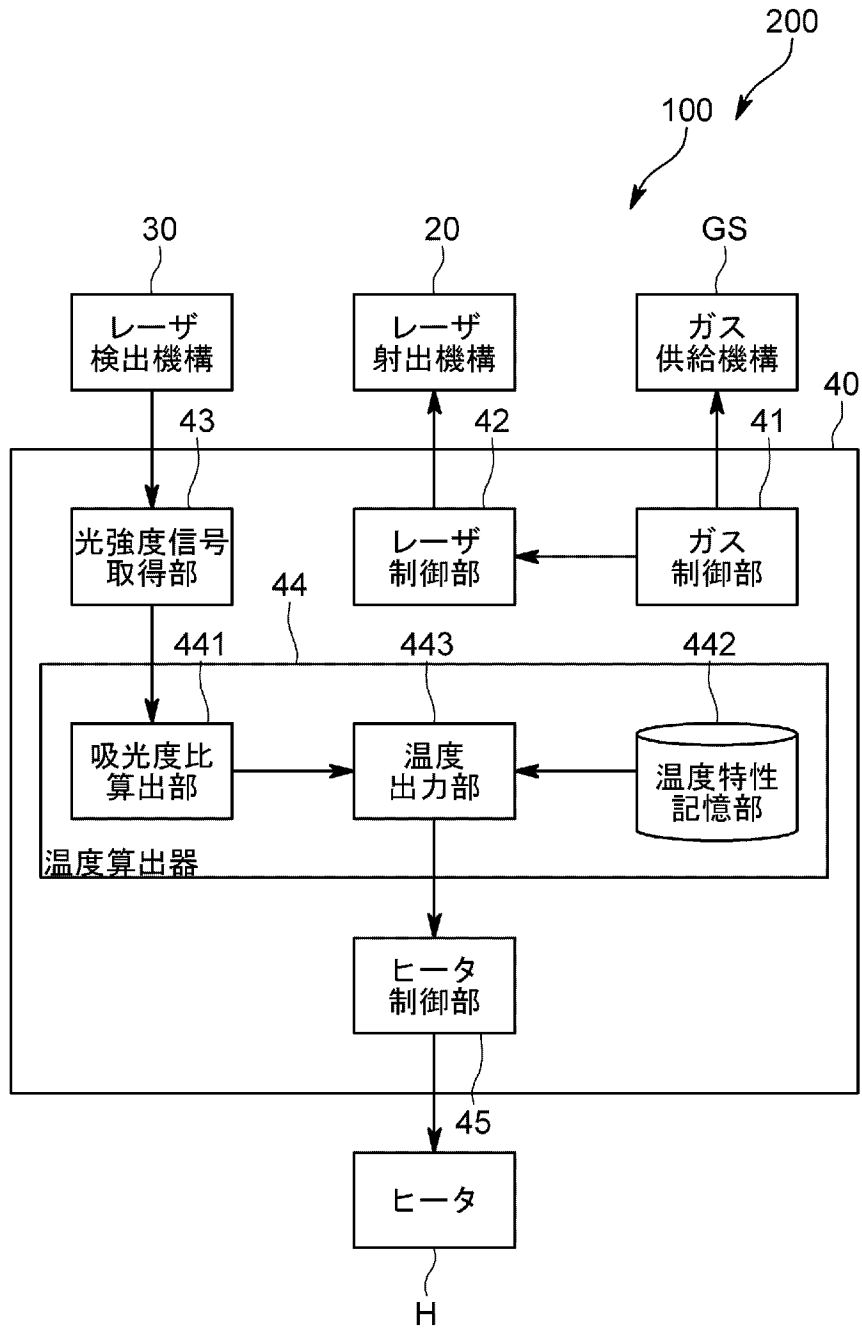 200
100
30
20
GS
レーザ
検出機構
レーザ
射出機構
ガス
供給機構
40
43
42
41
光強度信号
取得部
レーザ
制御部
ガス
制御部
44
441
443
442
吸光度比
算出部
温度
出力部
温度特性
記憶部
温度算出器
ヒータ
制御部
45
ヒータ
H